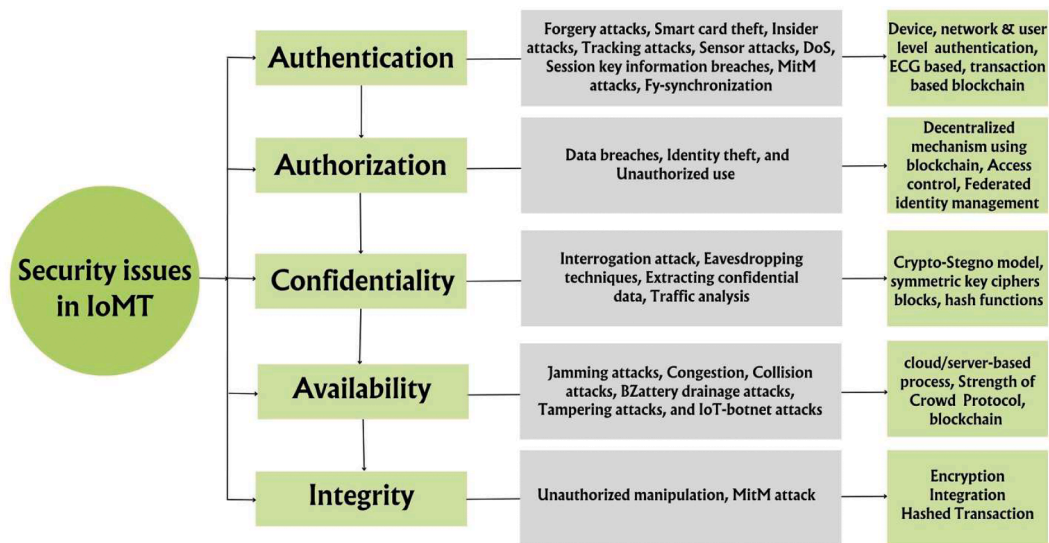 Security issues
in IoMT
Authentication
Forgery attacks, Smart card theft, Insider
attacks, Tracking attacks, Sensor attacks, DoS,
Session key information breaches, MitM
attacks, Fy-synchronization
Device, network & user
level authentication,
ECG based, transaction
based blockchain
Authorization
Data breaches, Identity theft, and
Unauthorized use
Decentralized
mechanism using
blockchain, Access
control, Federated
identity management
Confidentiality
Interrogation attack, Eavesdropping
techniques, Extracting confidential
data, Traffic analysis
Crypto-Stegno model,
symmetric key ciphers
blocks, hash functions
Availability
Jamming attacks, Congestion, Collision
attacks, BZattery drainage attacks,
Tampering attacks, and IoT-botnet attacks
cloud/server-based
process, Strength of
Crowd Protocol,
blockchain
Integrity
Unauthorized manipulation, MitM attack
Encryption
Integration
Hashed Transaction